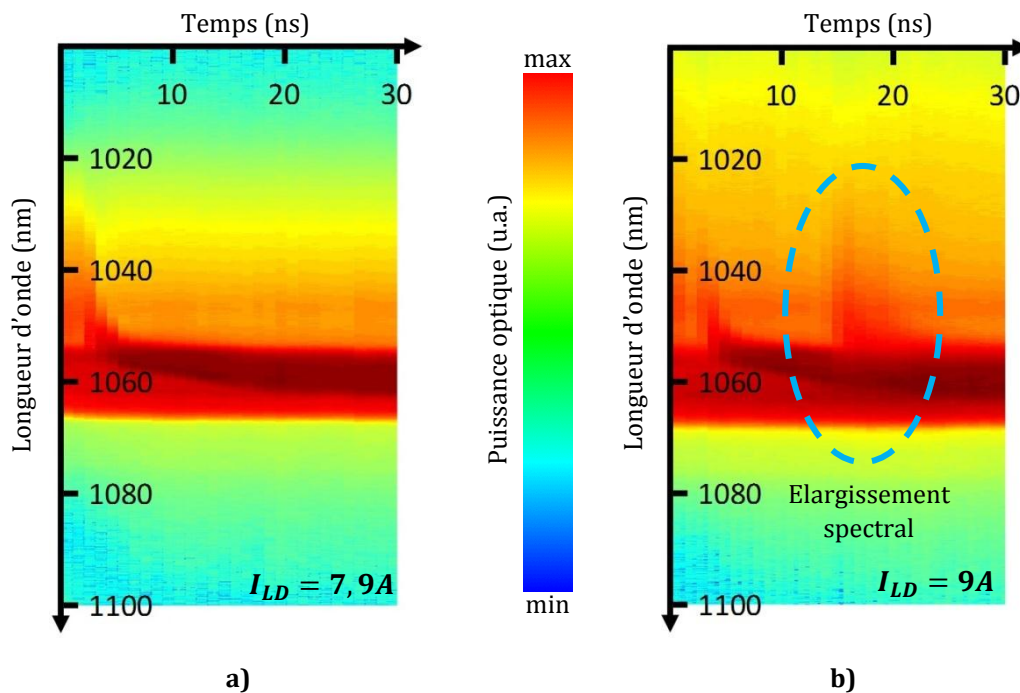 Temps (ns)
10
20
30
1020
1040
1060
1080
1100
Longueur d'onde (nm)
I_LD = 7,9A
a)
max
Puissance optique (u.a.)
min
Temps (ns)
10
20
30
1020
1040
1060
1080
1100
Longueur d'onde (nm)
Elargissement
spectral
I_LD = 9A
b)